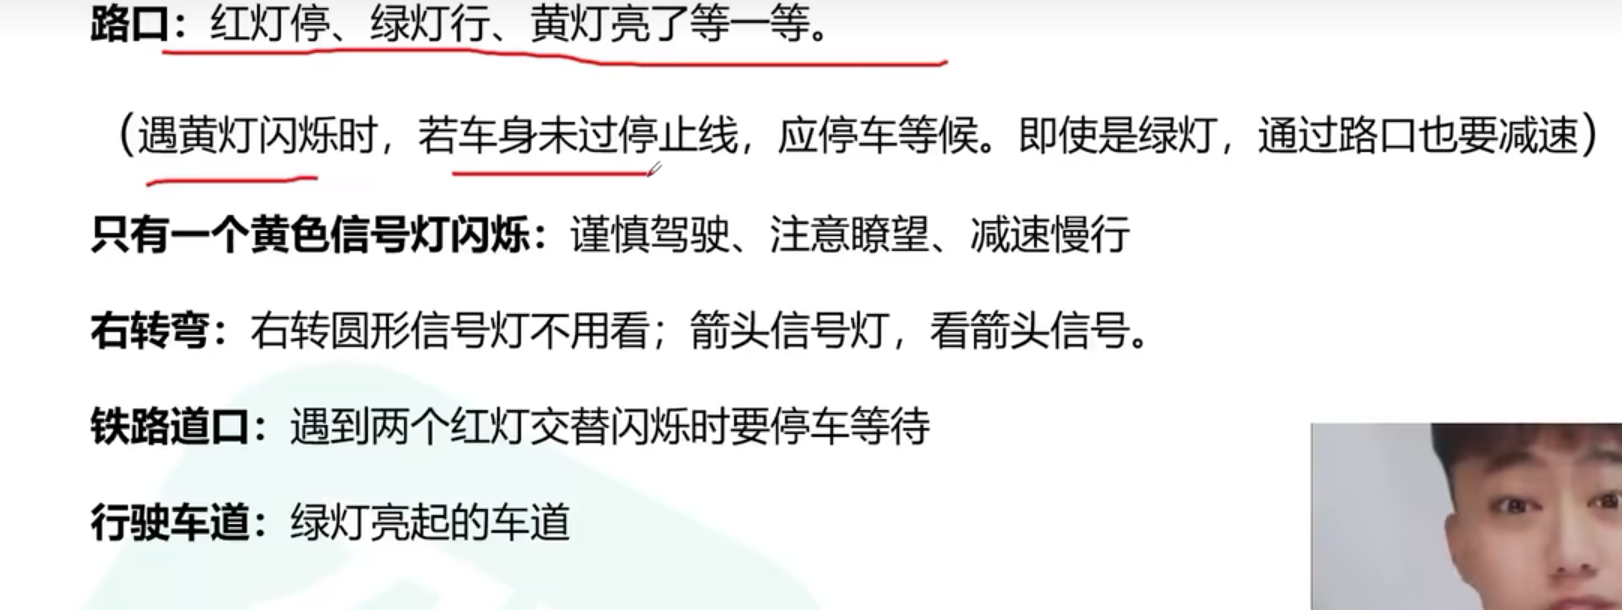 路口：红灯停、绿灯行、黄灯亮了等一等。
（遇黄灯闪烁时，若车身未过停止线，应停车等候。即使是绿灯，通过路口也要减速）
只有一个黄色信号灯闪烁：谨慎驾驶、注意瞭望、减速慢行
右转弯：右转圆形信号灯不用看；箭头信号灯，看箭头信号。
铁路道口：遇到两个红灯交替闪烁时要停车等待
行驶车道：绿灯亮起的车道